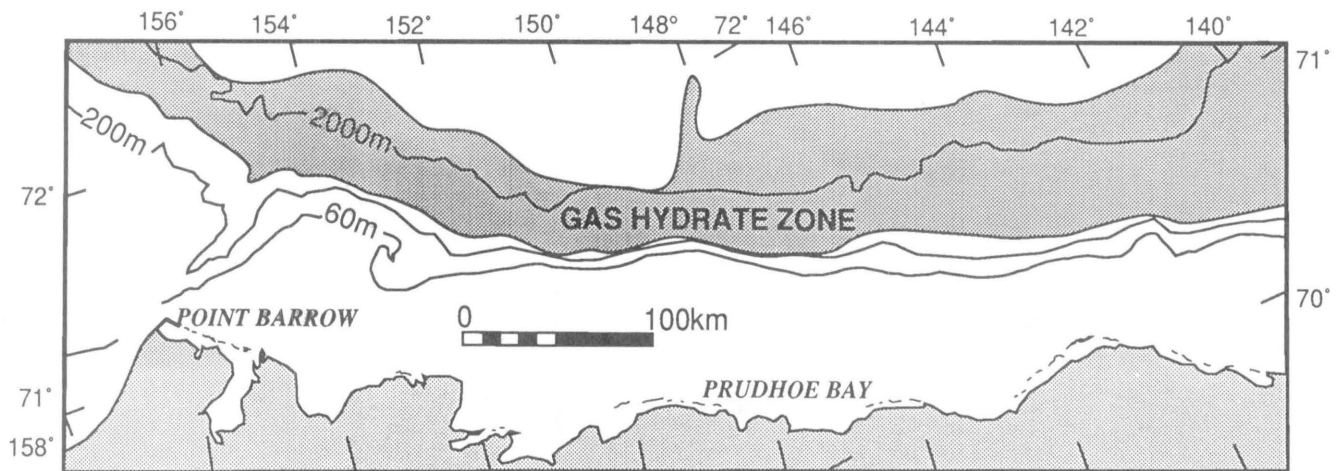 156° 154° 152° 150° 148° 72° 146° 144° 142° 140°
71°
200m
2000m
72°
60m
GAS HYDRATE ZONE
70°
POINT BARROW
0 100km
PRUDHOE BAY
71°
158°